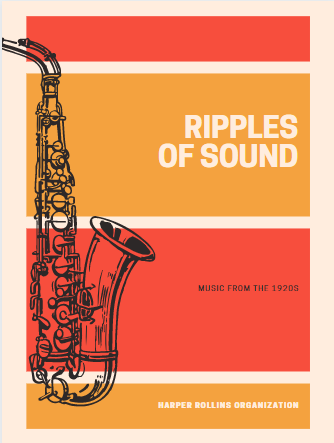 RIPPLES
OF SOUND
MUSIC FROM THE 1920S
HARPER ROLLINS ORGANIZATION